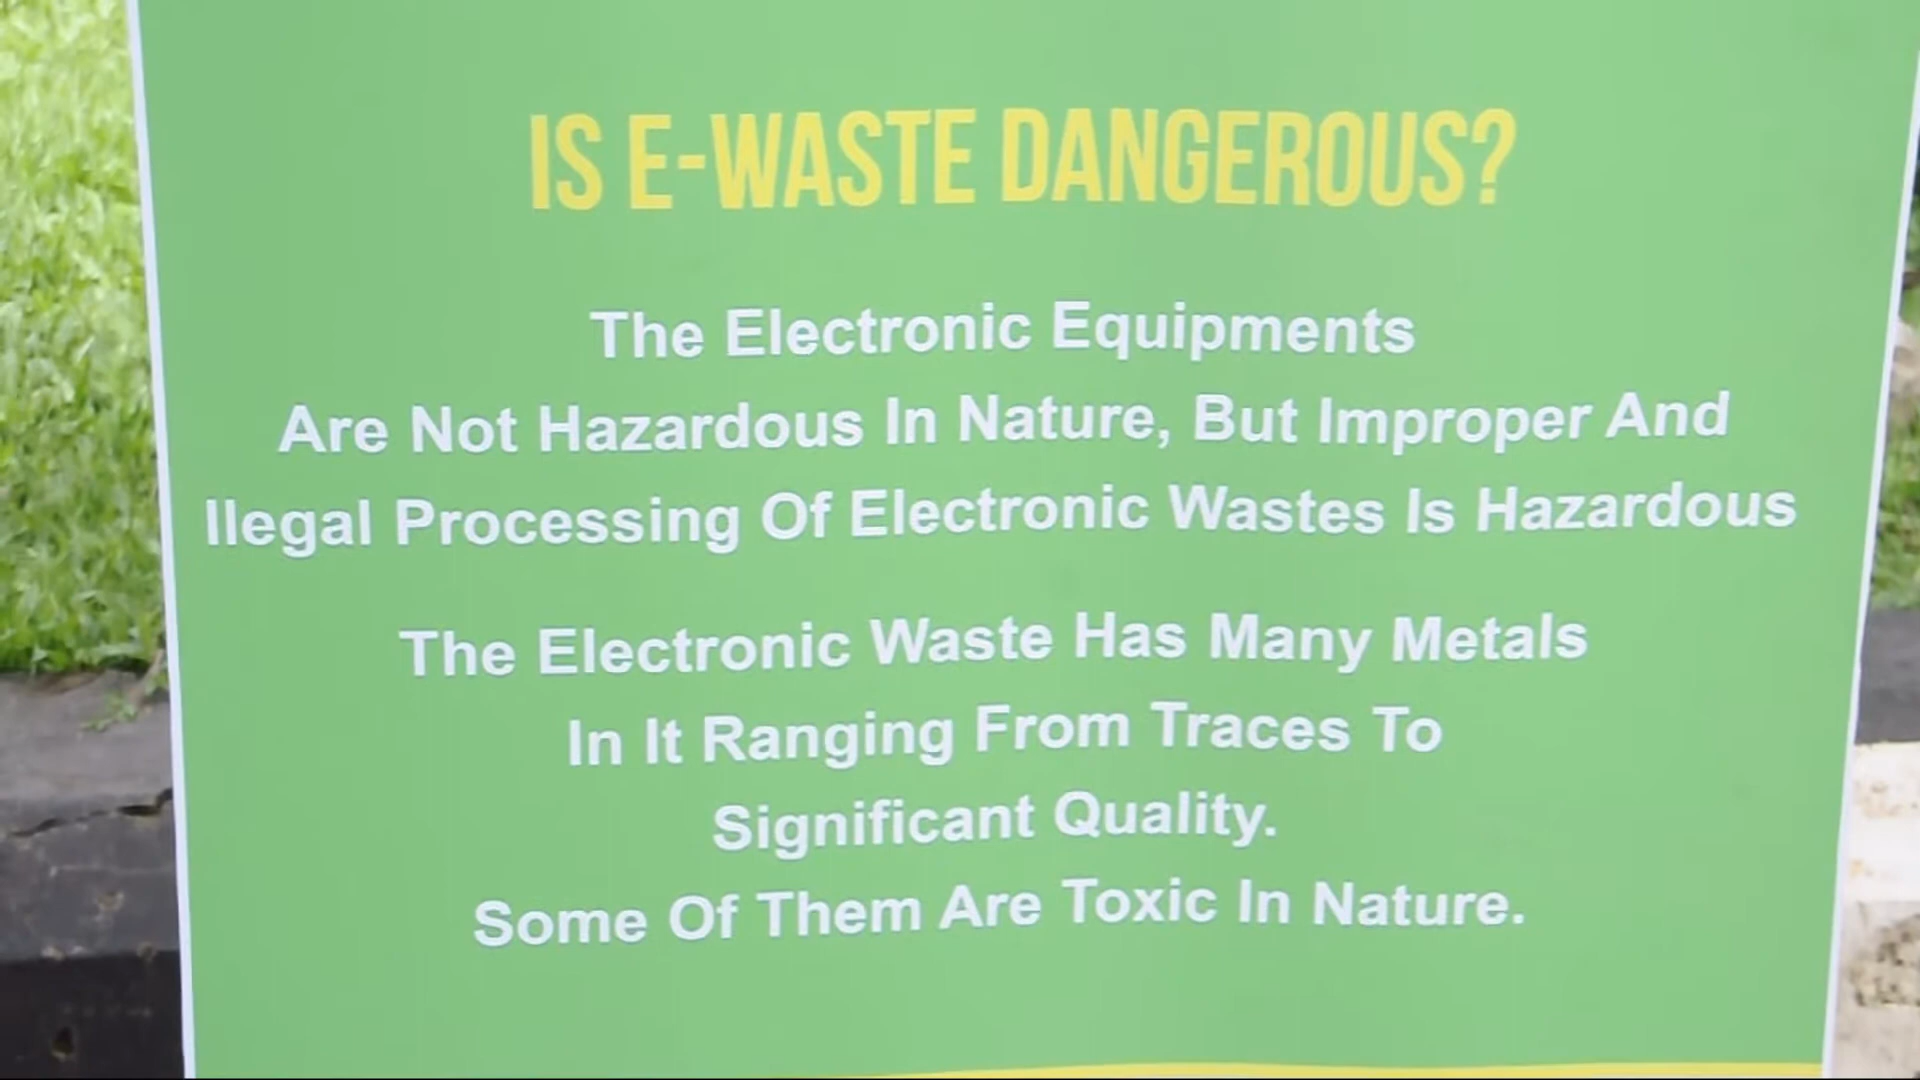 IS E-WASTE DANGEROUS?
The Electronic Equipments
Are Not Hazardous In Nature, But Improper And
Ilegal Processing Of Electronic Wastes Is Hazardous
The Electronic Waste Has Many Metals
In It Ranging From Traces To
Significant Quality.
Some Of Them Are Toxic In Nature.